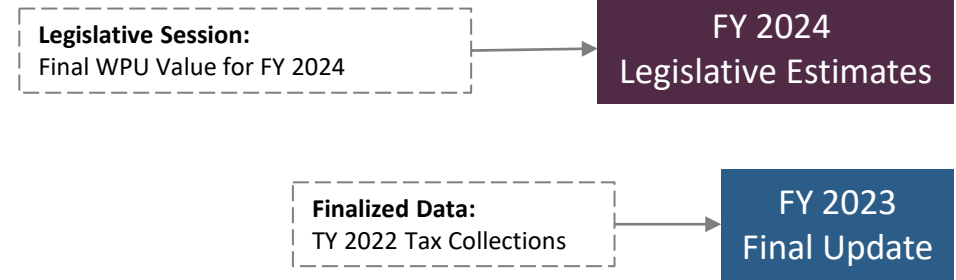 Legislative Session:
Final WPU Value for FY 2024
FY 2024
Legislative Estimates
Finalized Data:
TY 2022 Tax Collections
FY 2023
Final Update